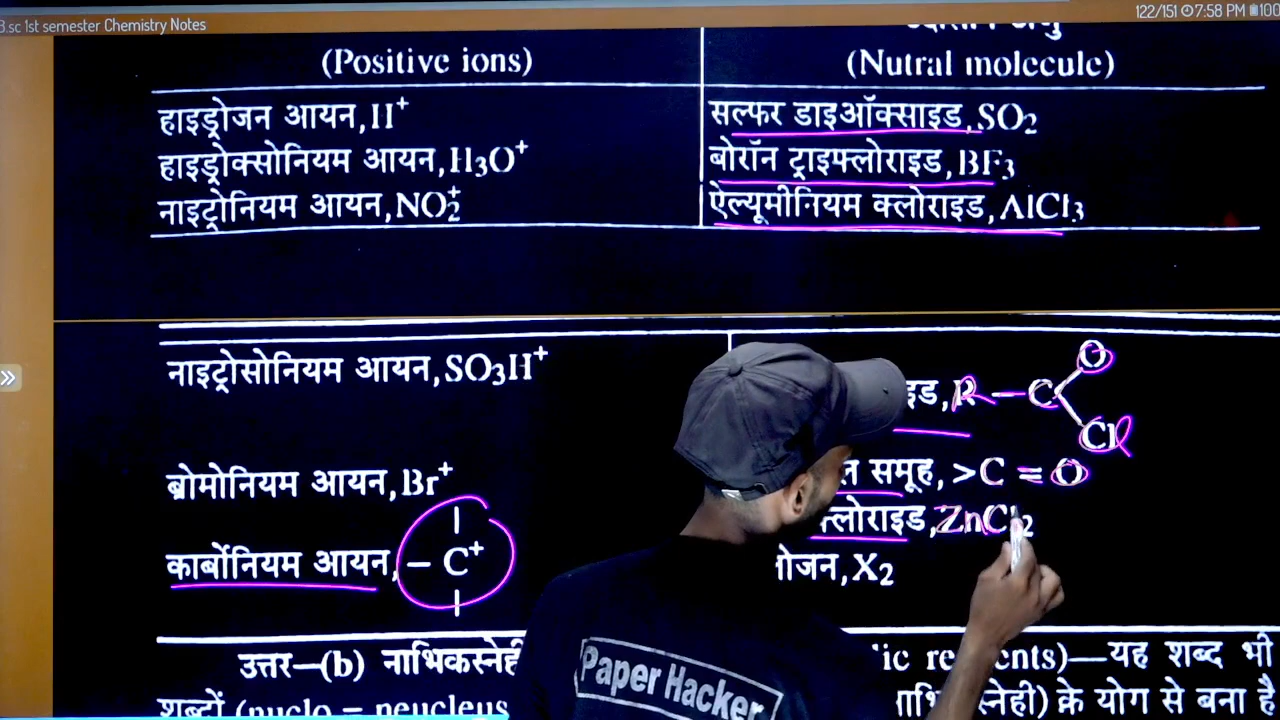 B.sc 1st semester Chemistry Notes
122/151 7:58 PM 100
(Positive ions)
(Nutral molecule)
हाइड्रोजन आयन, H⁺
सल्फर डाइऑक्साइड, SO₂
हाइड्रोक्सोनियम आयन, H₃O⁺
बोरॉन ट्राइफ्लोराइड, BF₃
नाइट्रोनियम आयन, NO₂⁺
ऐल्यूमीनियम क्लोराइड, AlCl₃
नाइट्रोसोनियम आयन, SO₃H⁺
O
R – C
Cl
ब्रोमोनियम आयन, Br⁺
समूह, >C = O
क्लोराइड, ZnCl₂
कार्बोनियम आयन, – C⁺
X₂
उत्तर–(b)
)—यह शब्द भी
शब्दों (nuclo = neucleus
के योग से बना है
Paper Hacker